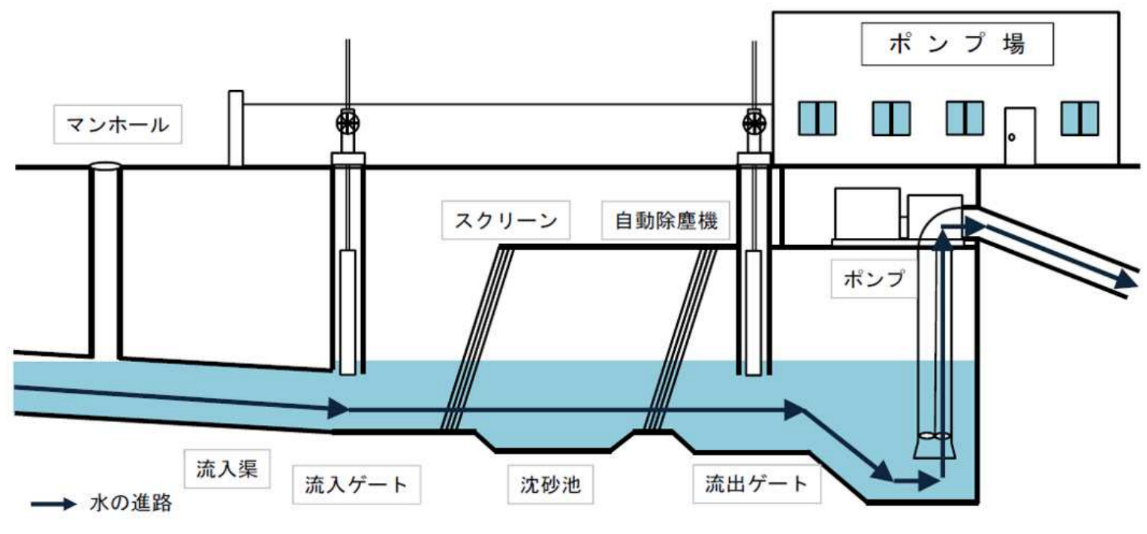 ポンプ場
マンホール
スクリーン
自動除塵機
ポンプ
流入渠
流入ゲート
沈砂池
流出ゲート
水の進路